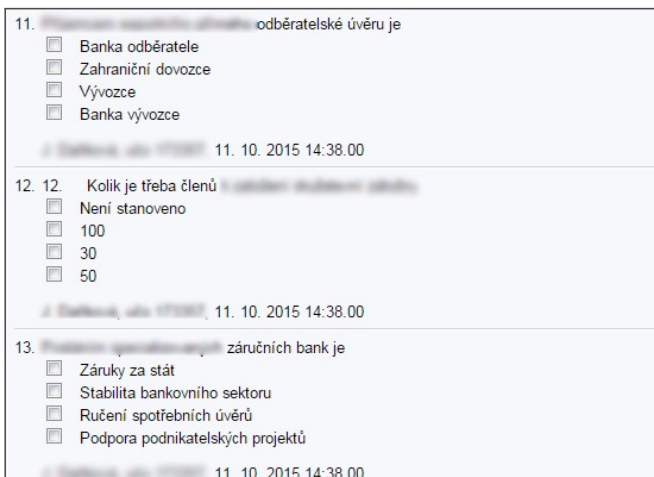 11. odběratelské úvěru je
Banka odběratele
Zahraniční dovozce
Vývozce
Banka vývozce
11. 10. 2015 14:38.00
12. 12. Kolik je třeba členů
Není stanoveno
100
30
50
11. 10. 2015 14:38.00
13. záručních bank je
Záruky za stát
Stabilita bankovního sektoru
Ručení spotřebních úvěrů
Podpora podnikatelských projektů
11. 10. 2015 14:38.00